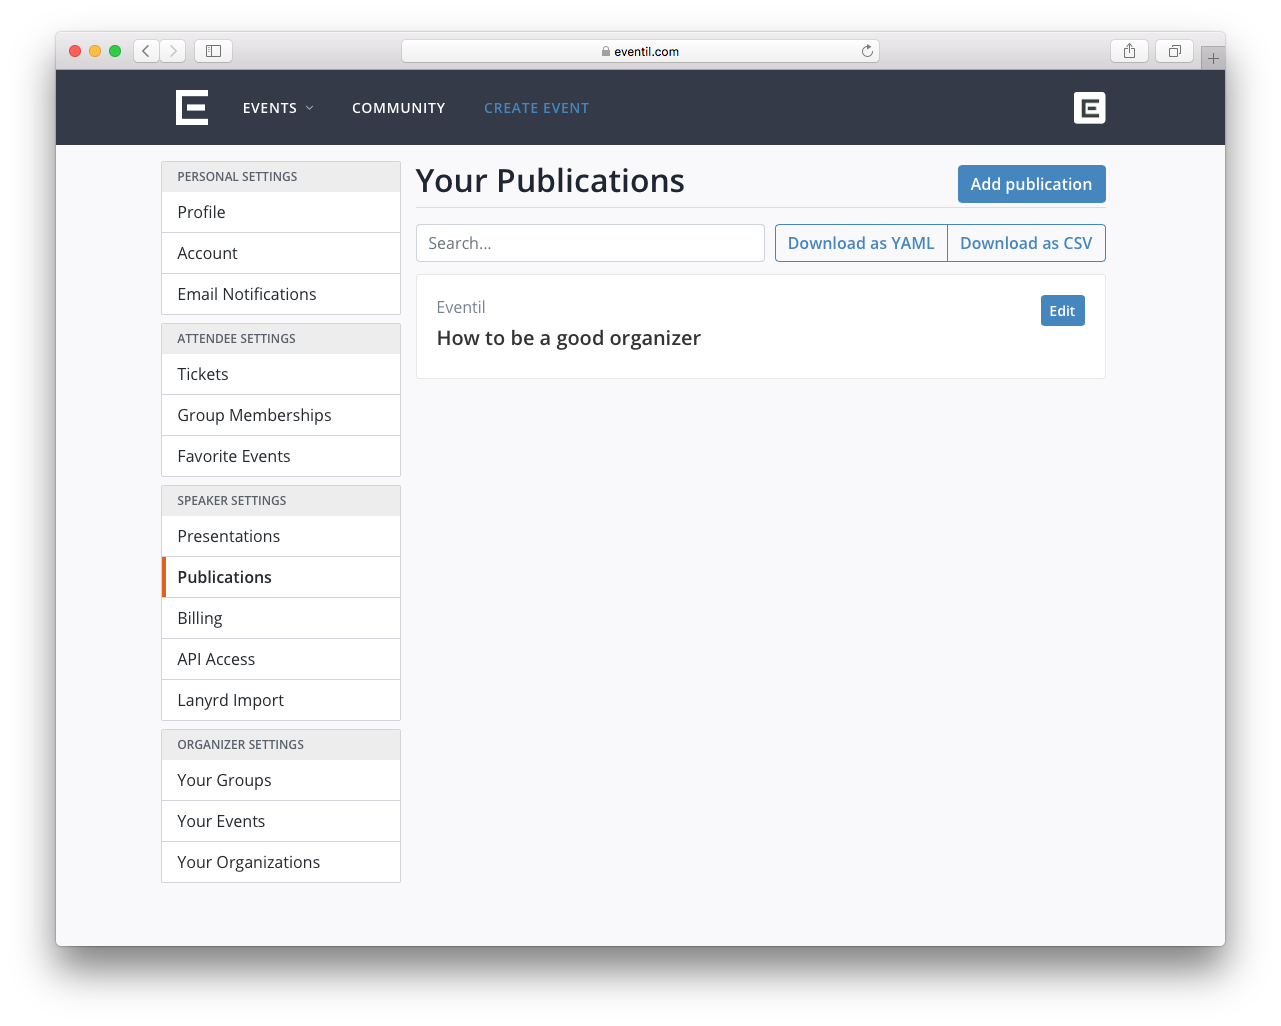 eventil.com
EVENTS
COMMUNITY
CREATE EVENT
PERSONAL SETTINGS
Profile
Account
Email Notifications
ATTENDEE SETTINGS
Tickets
Group Memberships
Favorite Events
SPEAKER SETTINGS
Presentations
Publications
Billing
API Access
Lanyrd Import
ORGANIZER SETTINGS
Your Groups
Your Events
Your Organizations
Your Publications
Add publication
Search...
Download as YAML
Download as CSV
Eventil
Edit
How to be a good organizer